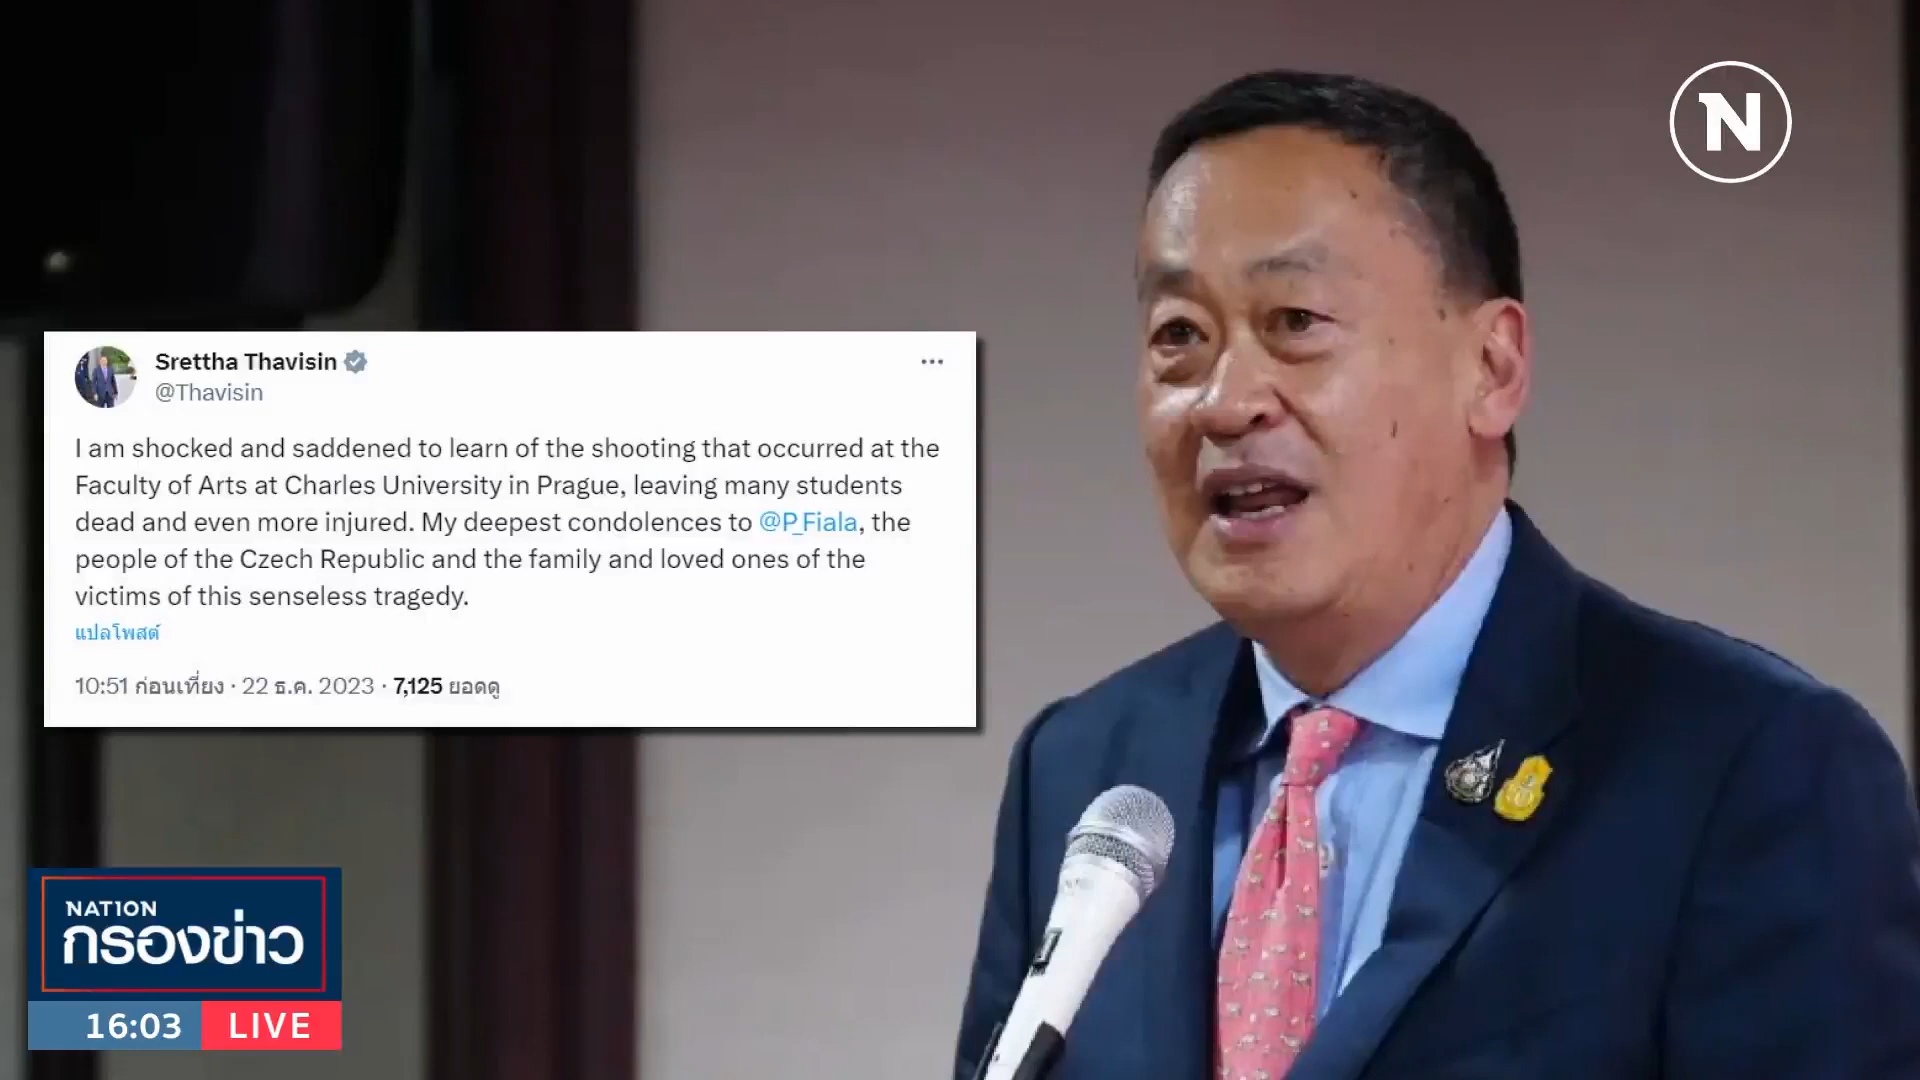 N
Srettha Thavisin
@Thavisin
I am shocked and saddened to learn of the shooting that occurred at the
Faculty of Arts at Charles University in Prague, leaving many students
dead and even more injured. My deepest condolences to @P_Fiala, the
people of the Czech Republic and the family and loved ones of the
victims of this senseless tragedy.
แปลโพสต์
10:51 ก่อนเที่ยง · 22 ธ.ค. 2023 · 7,125 ยอดดู
NATION
กรองข่าว
16:03 LIVE